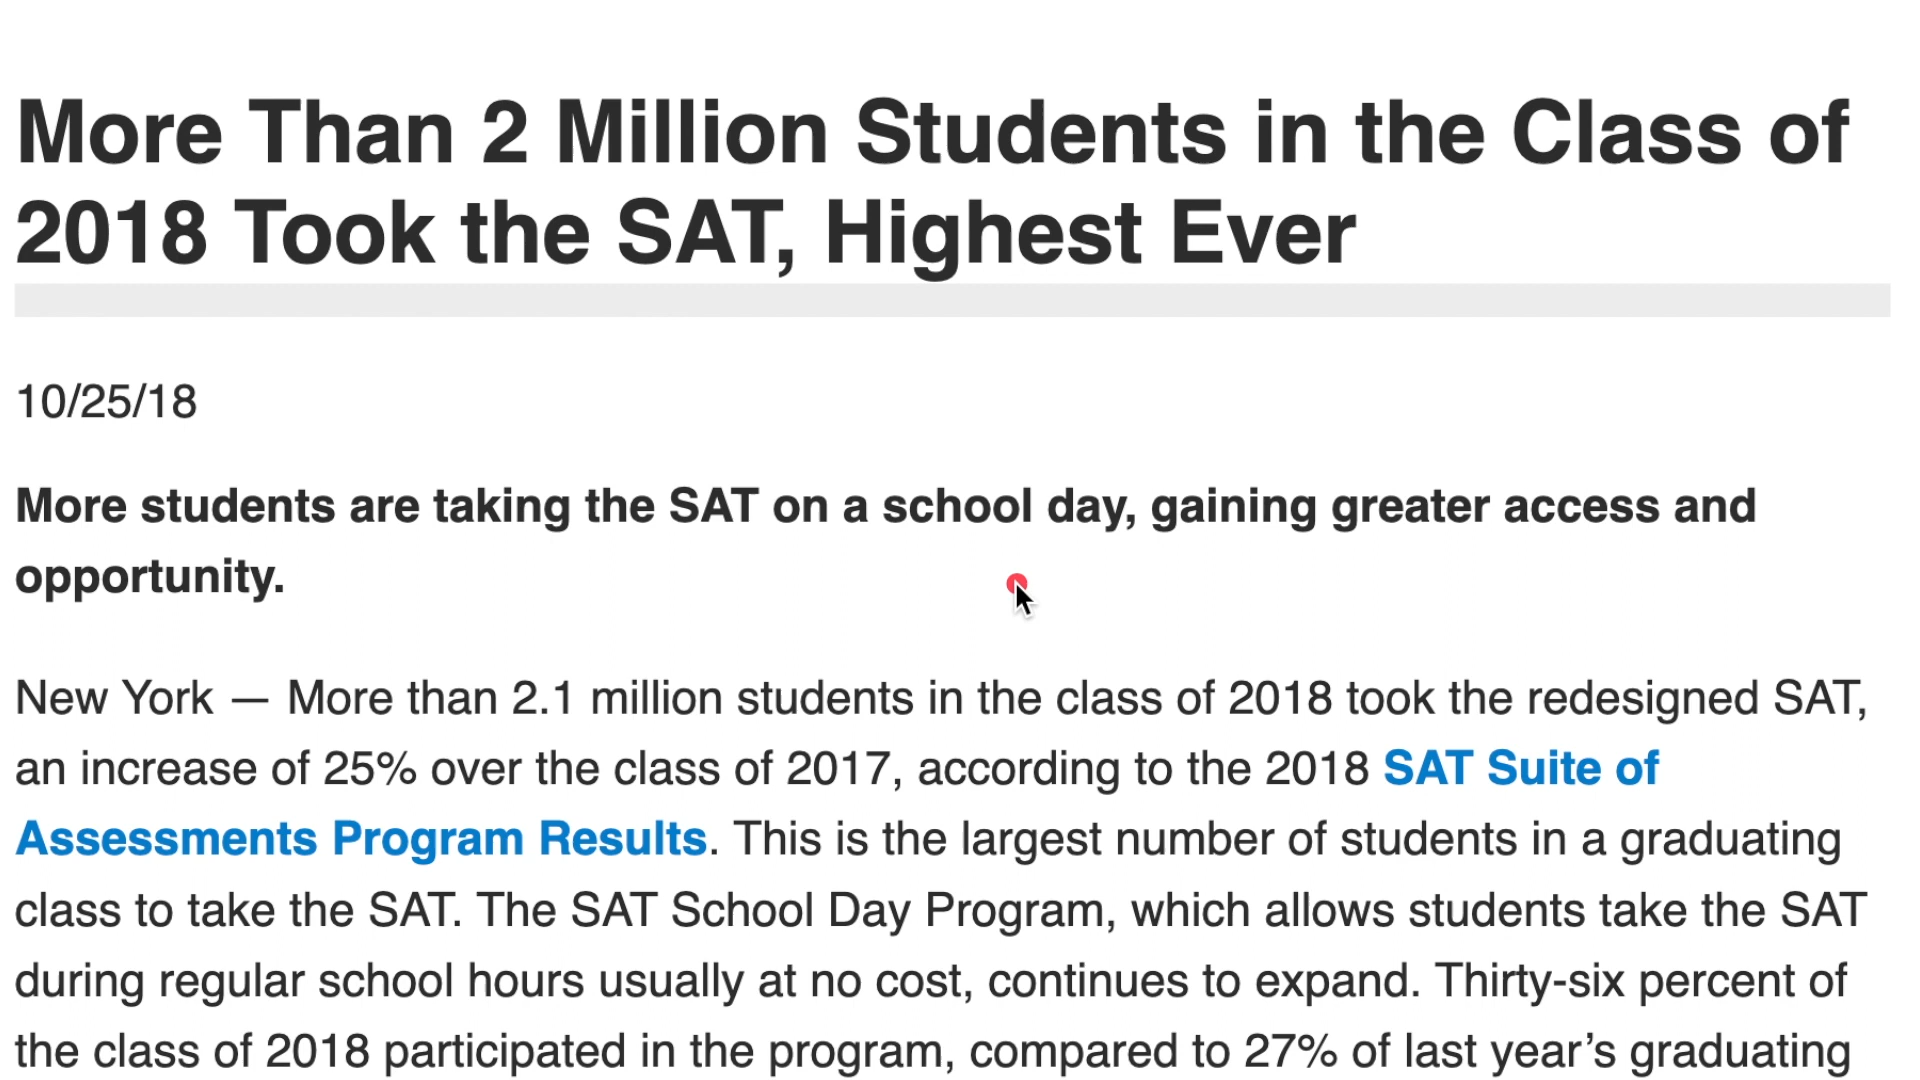 More Than 2 Million Students in the Class of
2018 Took the SAT, Highest Ever
10/25/18
More students are taking the SAT on a school day, gaining greater access and
opportunity.
New York — More than 2.1 million students in the class of 2018 took the redesigned SAT,
an increase of 25% over the class of 2017, according to the 2018 SAT Suite of
Assessments Program Results. This is the largest number of students in a graduating
class to take the SAT. The SAT School Day Program, which allows students take the SAT
during regular school hours usually at no cost, continues to expand. Thirty-six percent of
the class of 2018 participated in the program, compared to 27% of last year’s graduating